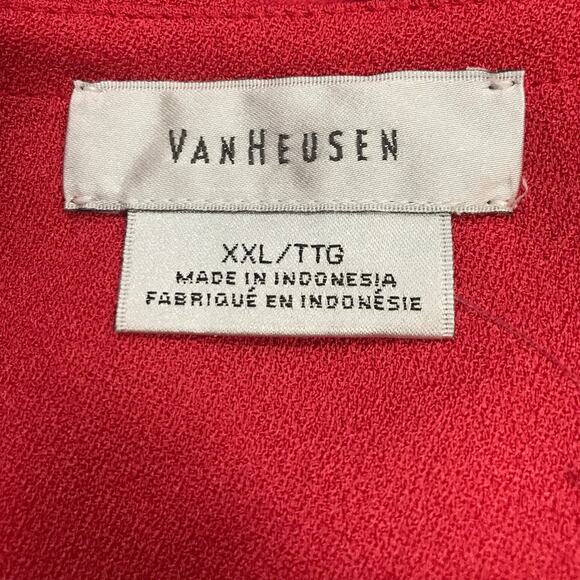 VANHEUSEN
XXL/TTG
MADE IN INDONESIA
FABRIQUÉ EN INDONÉSIE